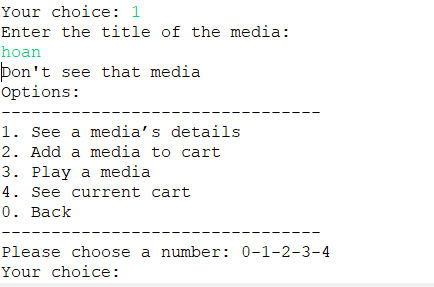 Your choice: 1
Enter the title of the media:
hoan
Don't see that media
Options:
--------------------------------
1. See a media’s details
2. Add a media to cart
3. Play a media
4. See current cart
0. Back
--------------------------------
Please choose a number: 0-1-2-3-4
Your choice: